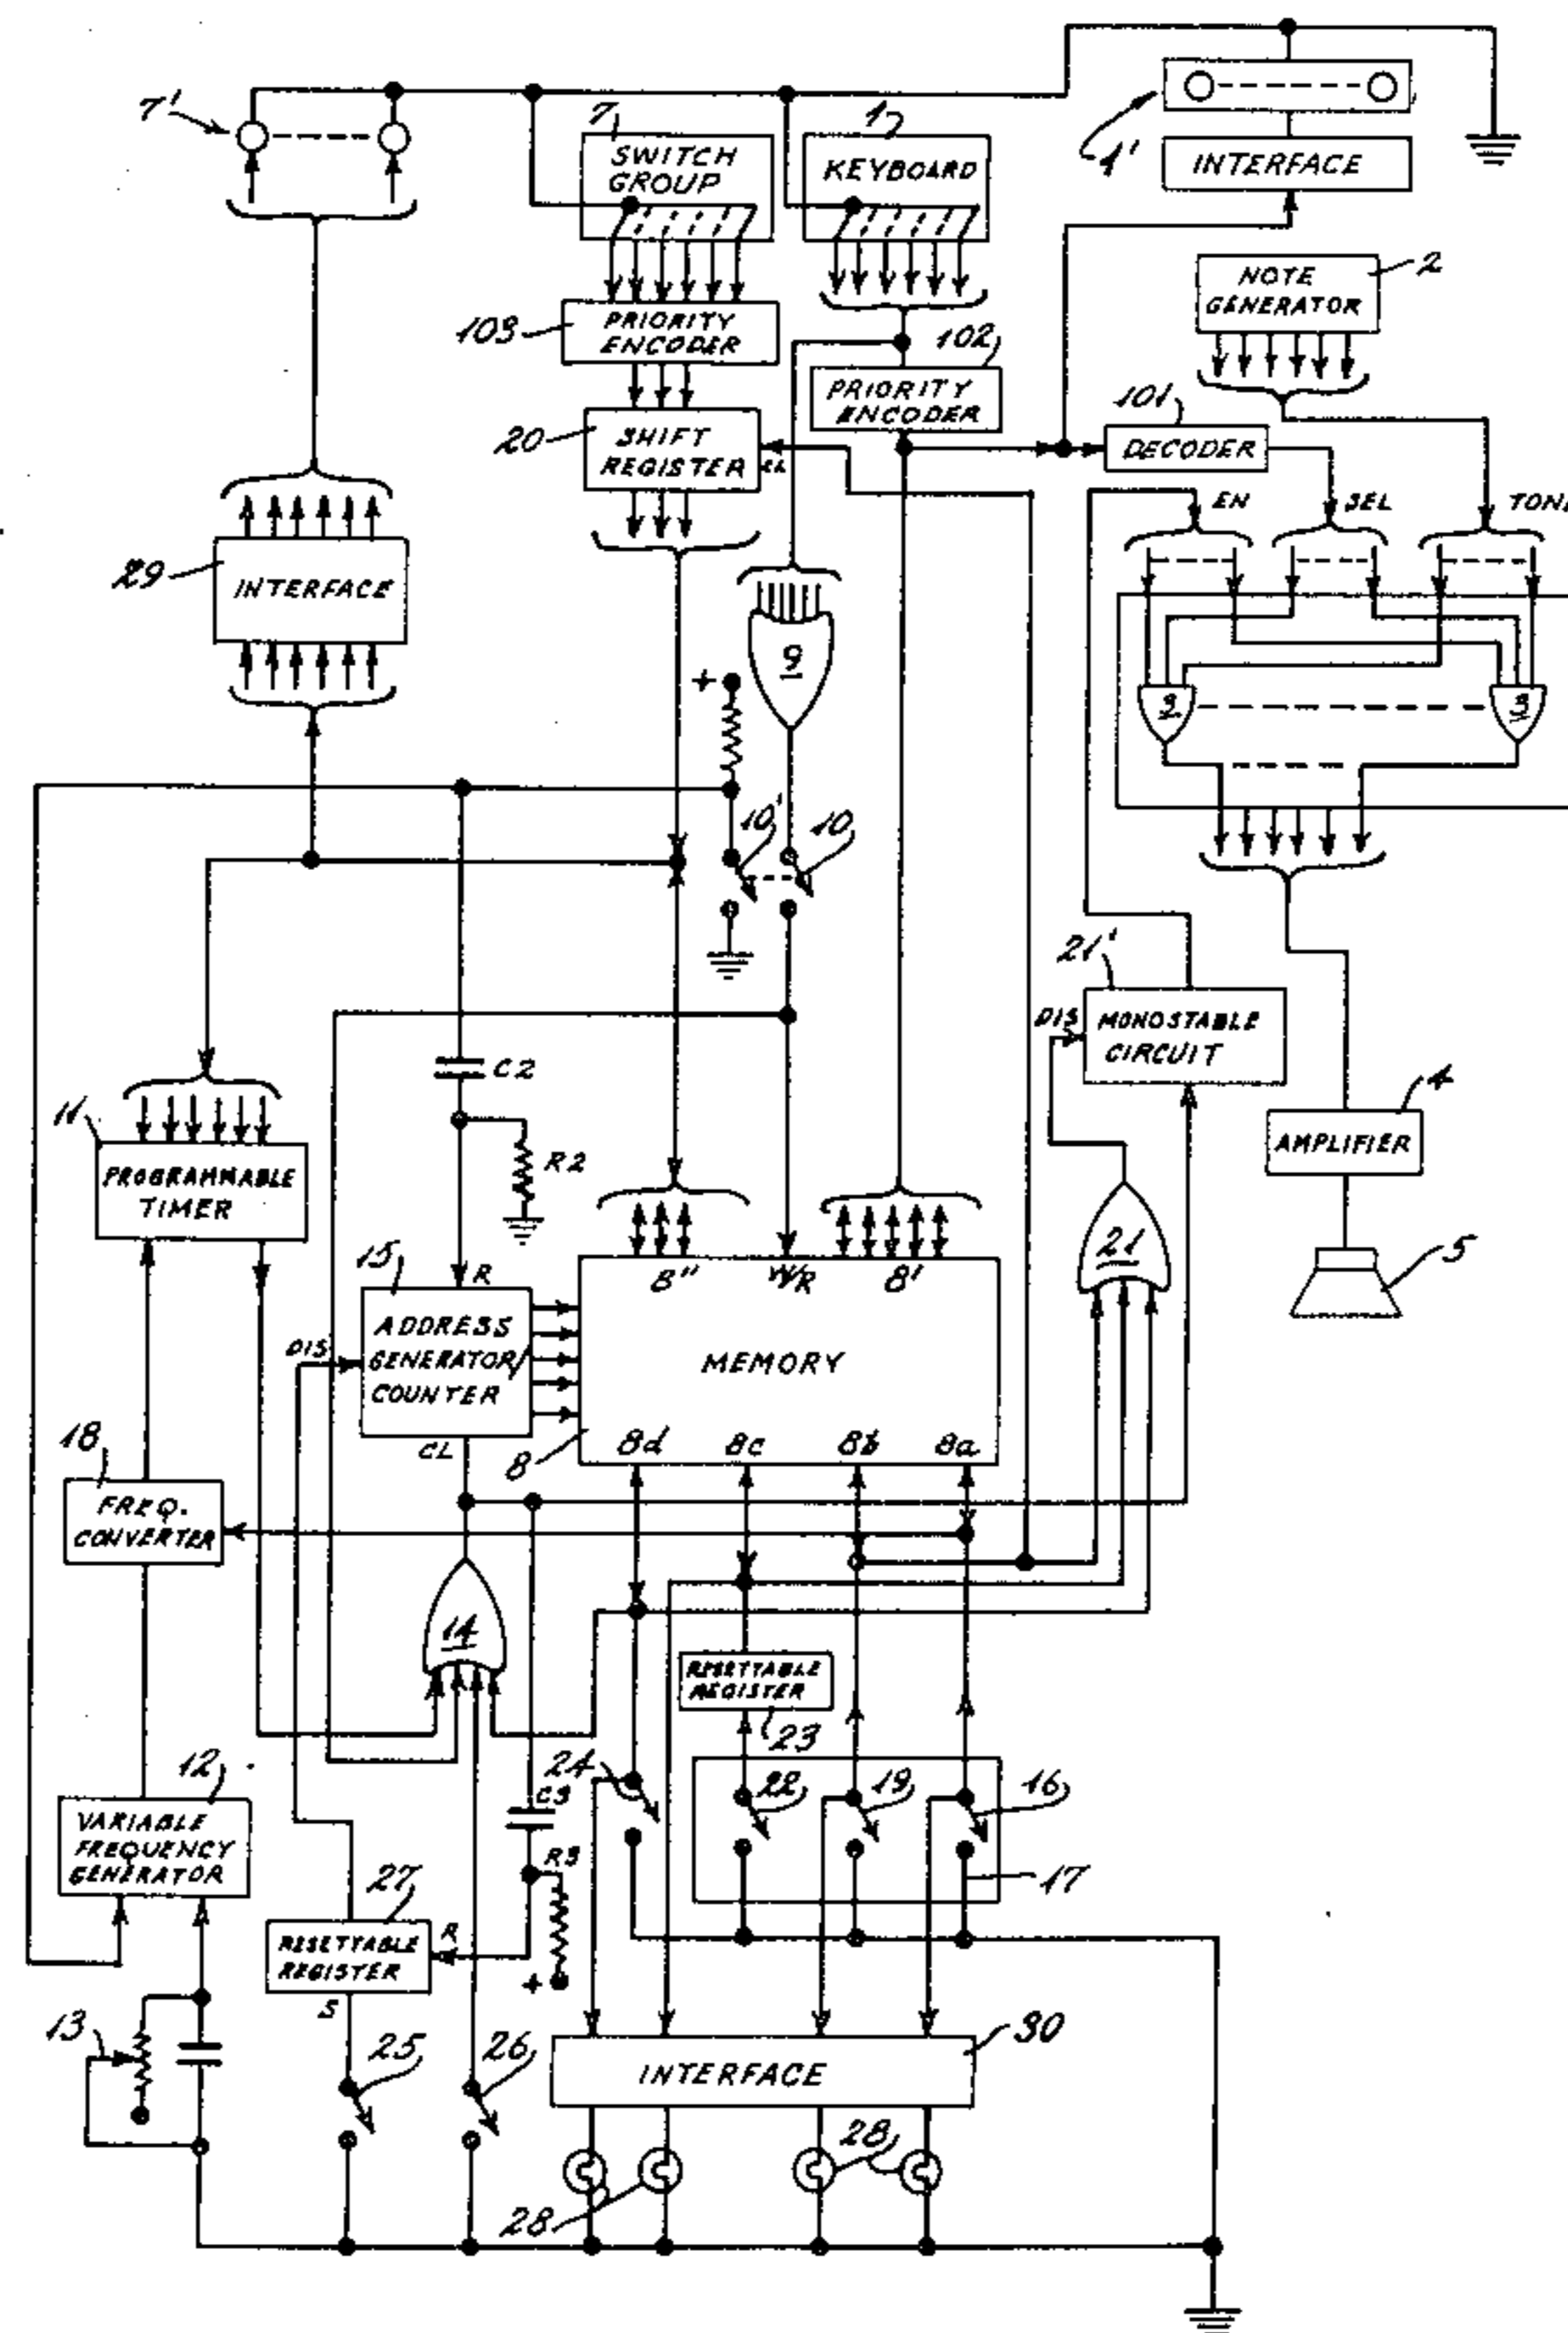 7'
7
SWITCH
GROUP
1
KEYBOARD
1'
INTERFACE
2
NOTE
GENERATOR
103
PRIORITY
ENCODER
102
PRIORITY
ENCODER
101
DECODER
20
SHIFT
REGISTER
CL
EN
SEL
29
INTERFACE
9
+
3
3
10'
10
21'
DIS
MONOSTABLE
CIRCUIT
C2
R2
11
PROGRAMMABLE
TIMER
4
AMPLIFIER
5
21
15
R
ADDRESS
GENERATOR/
COUNTER
DIS
CL
8"
W/R
8'
MEMORY
8
8d
8c
8b
8a
18
FREQ.
CONVERTER
14
RESETTABLE
REGISTER
23
24
22
19
16
17
12
VARIABLE
FREQUENCY
GENERATOR
C3
R3
+
27
RESETTABLE
REGISTER
R
S
13
25
26
30
INTERFACE
28
28